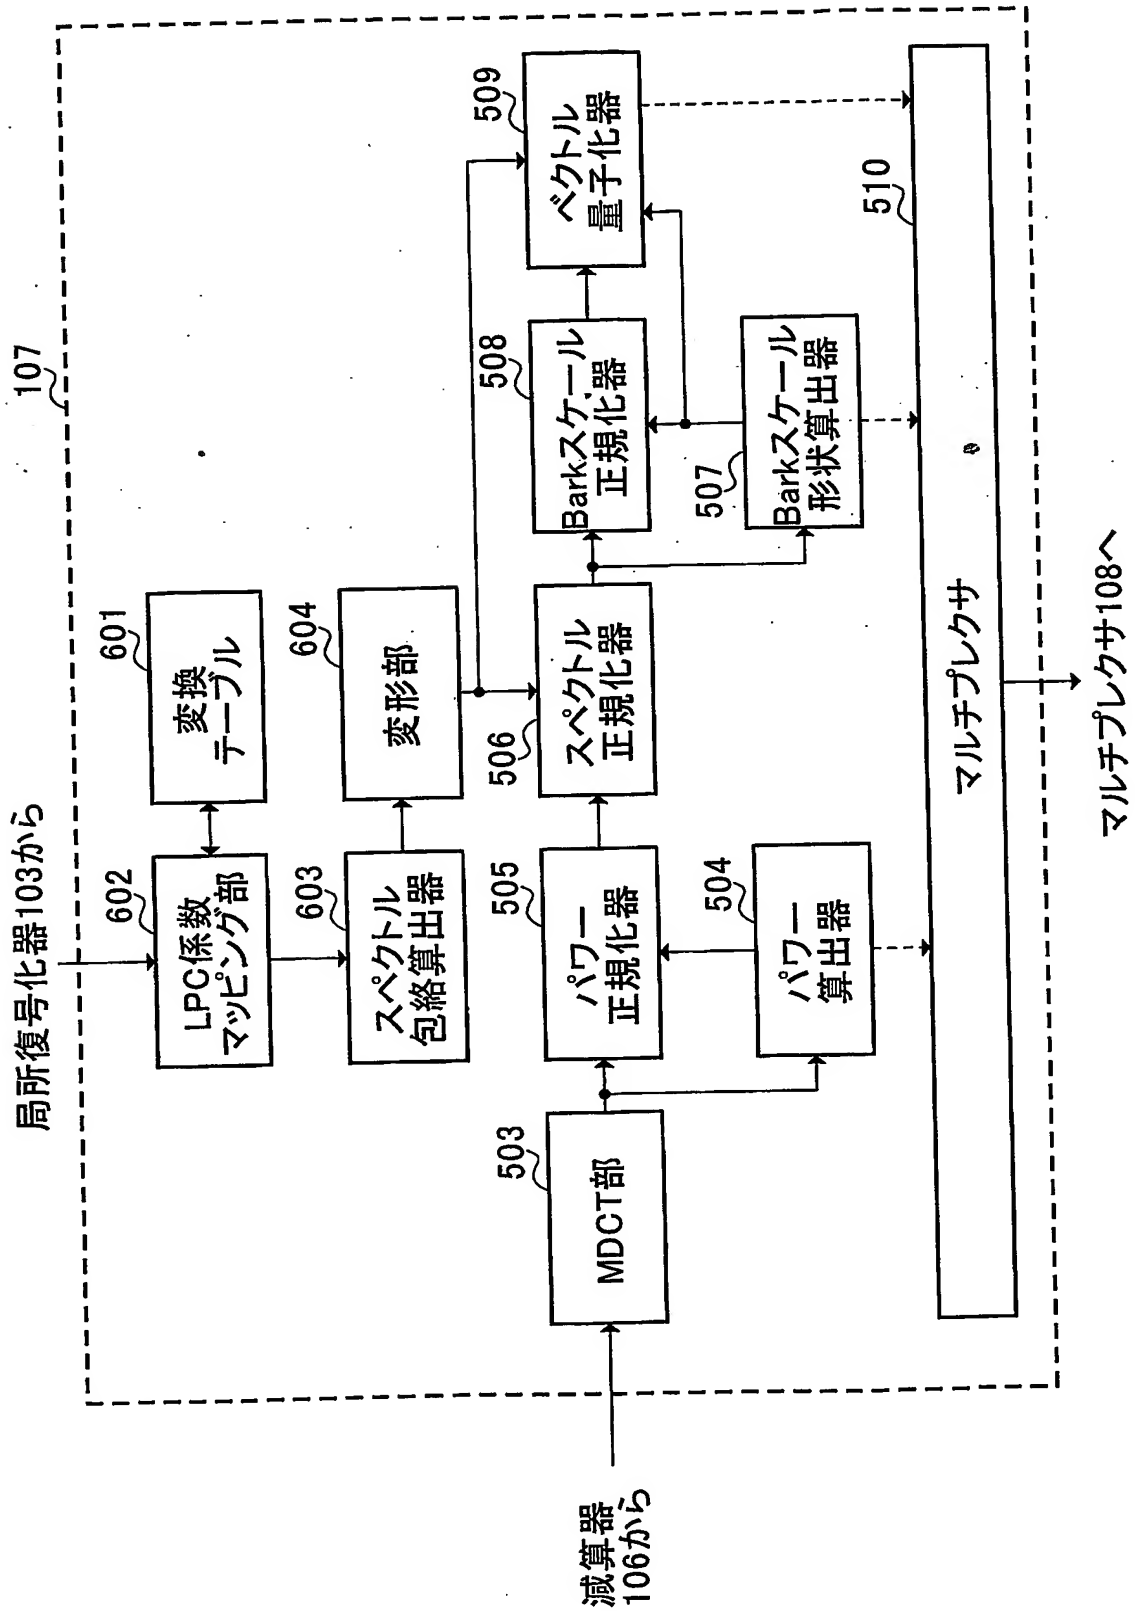 107
局所復号化器103から
602
LPC係数
マッピング部
601
変換
テーブル
603
スペクトル
包絡算出器
604
変形部
減算器
106から
503
MDCT部
505
パワー
正規化器
506
スペクトル
正規化器
508
Barkスケール
正規化器
509
ベクトル
量子化器
504
パワー
算出器
507
Barkスケール
形状算出器
510
マルチプレクサ
マルチプレクサ108へ